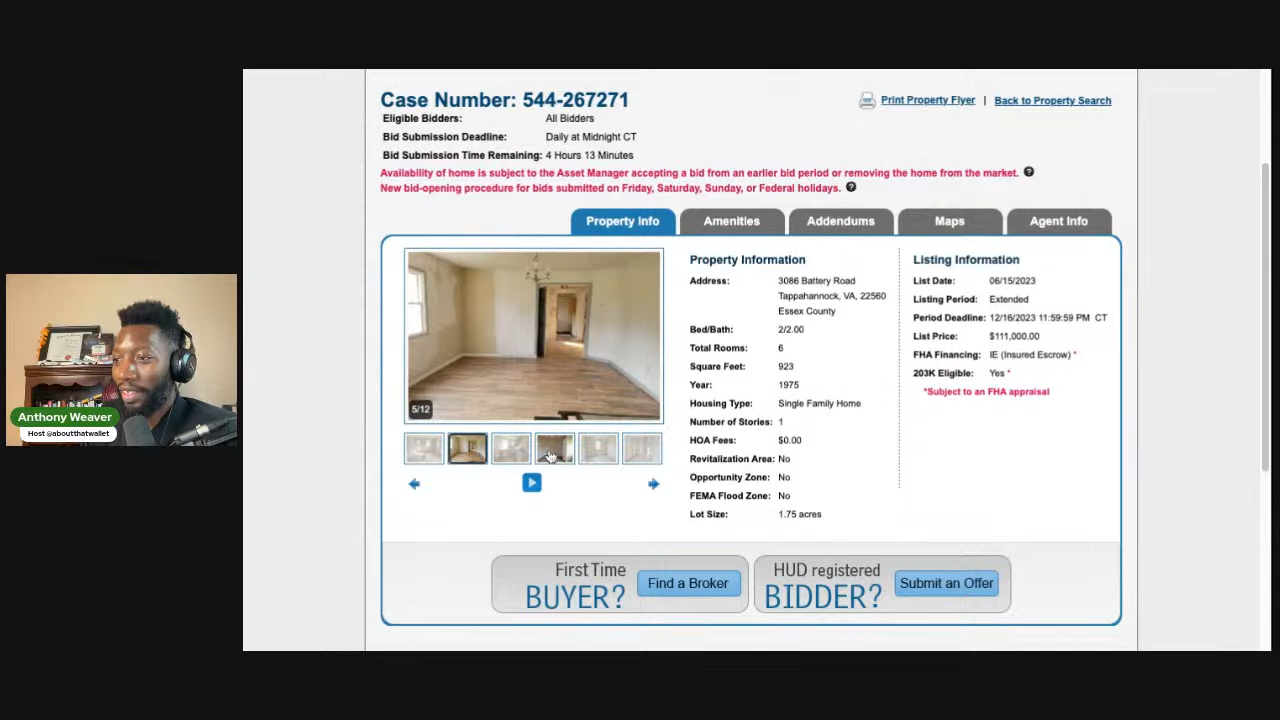 Case Number: 544-267271
Print Property Flyer | Back to Property Search
Eligible Bidders: All Bidders
Bid Submission Deadline: Daily at Midnight CT
Bid Submission Time Remaining: 4 Hours 13 Minutes
Availability of home is subject to the Asset Manager accepting a bid from an earlier bid period or removing the home from the market. ?
New bid-opening procedure for bids submitted on Friday, Saturday, Sunday, or Federal holidays. ?
Property Info Amenities Addendums Maps Agent Info
5/12
Property Information
Address: 3086 Battery Road
Tappahannock, VA, 22560
Essex County
Bed/Bath: 2/2.00
Total Rooms: 6
Square Feet: 923
Year: 1975
Housing Type: Single Family Home
Number of Stories: 1
HOA Fees: $0.00
Revitalization Area: No
Opportunity Zone: No
FEMA Flood Zone: No
Lot Size: 1.75 acres
Listing Information
List Date: 06/15/2023
Listing Period: Extended
Period Deadline: 12/16/2023 11:59:59 PM CT
List Price: $111,000.00
FHA Financing: IE (Insured Escrow) *
203K Eligible: Yes *
*Subject to an FHA appraisal
First Time
BUYER?
Find a Broker
HUD registered
BIDDER?
Submit an Offer
Anthony Weaver
Host @aboutthatwallet